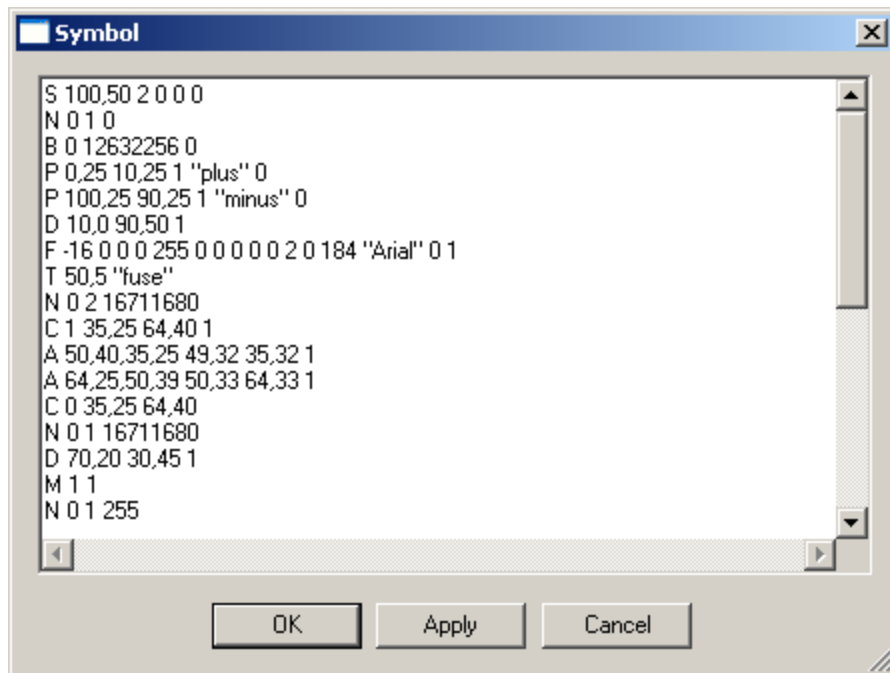 Symbol
S 100,50 2 0 0 0
N 0 1 0
B 0 12632256 0
P 0,25 10,25 1 "plus" 0
P 100,25 90,25 1 "minus" 0
D 10,0 90,50 1
F -16 0 0 0 255 0 0 0 0 0 2 0 184 "Arial" 0 1
T 50,5 "fuse"
N 0 2 16711680
C 1 35,25 64,40 1
A 50,40,35,25 49,32 35,32 1
A 64,25,50,39 50,33 64,33 1
C 0 35,25 64,40
N 0 1 16711680
D 70,20 30,45 1
M 1 1
N 0 1 255
OK Apply Cancel